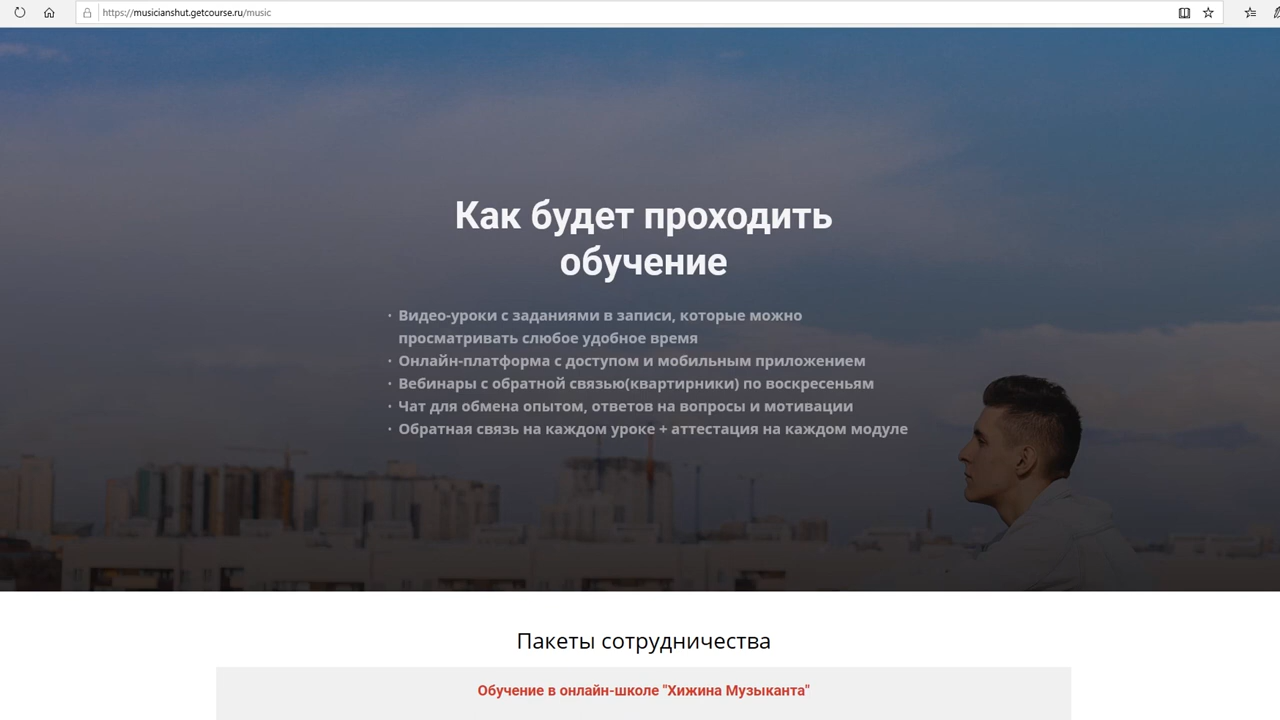 https://musicianshut.getcourse.ru/music
Как будет проходить
обучение
· Видео-уроки с заданиями в записи, которые можно
просматривать слюбое удобное время
· Онлайн-платформа с доступом и мобильным приложением
· Вебинары с обратной связью(квартирники) по воскресеньям
· Чат для обмена опытом, ответов на вопросы и мотивации
· Обратная связь на каждом уроке + аттестация на каждом модуле
Пакеты сотрудничества
Обучение в онлайн-школе "Хижина Музыканта"